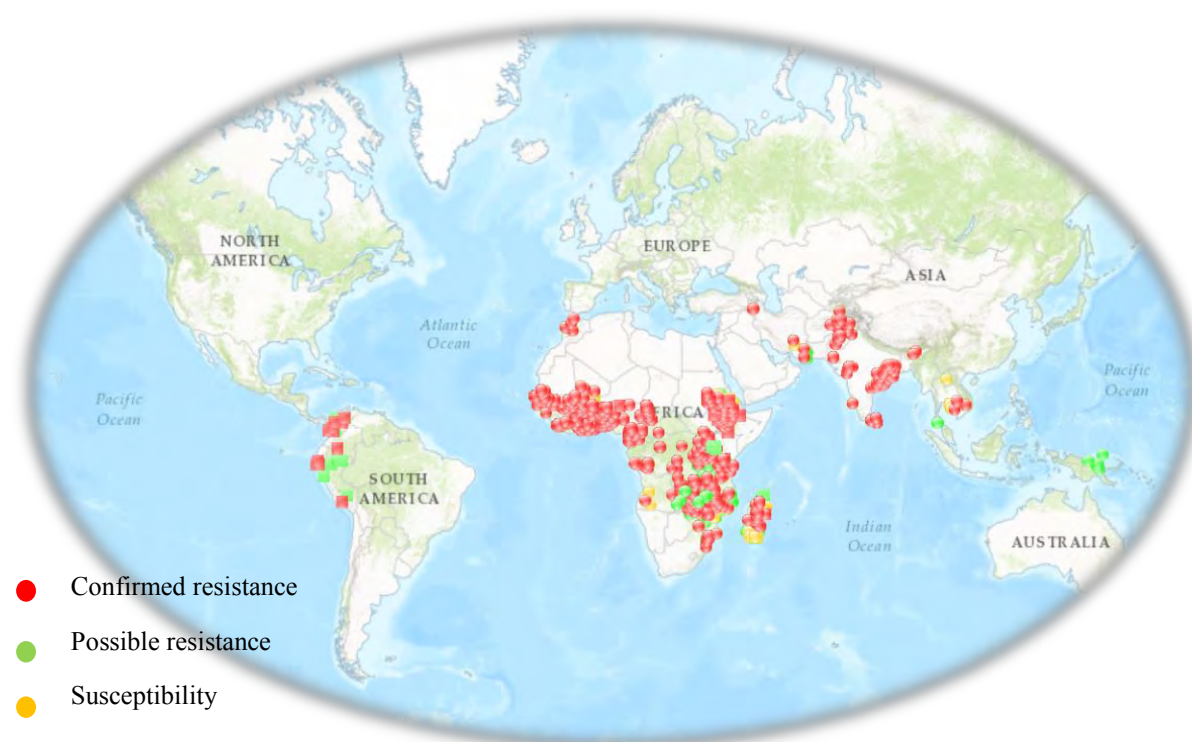 NORTH
AMERICA
EUROPE
ASIA
Atlantic
Ocean
Pacific
Ocean
Pacific
Ocean
FRICA
SOUTH
AMERICA
Indian
Ocean
AUSTRALIA
Confirmed resistance
Possible resistance
Susceptibility